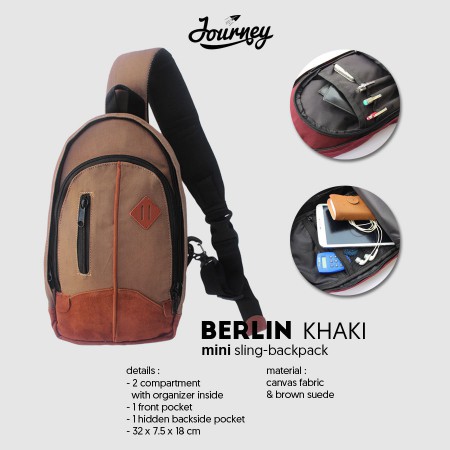 Journey
BERLIN KHAKI
mini sling-backpack
details :
- 2 compartment
with organizer inside
- 1 front pocket
- 1 hidden backside pocket
- 32 x 7.5 x 18 cm
material :
canvas fabric
& brown suede